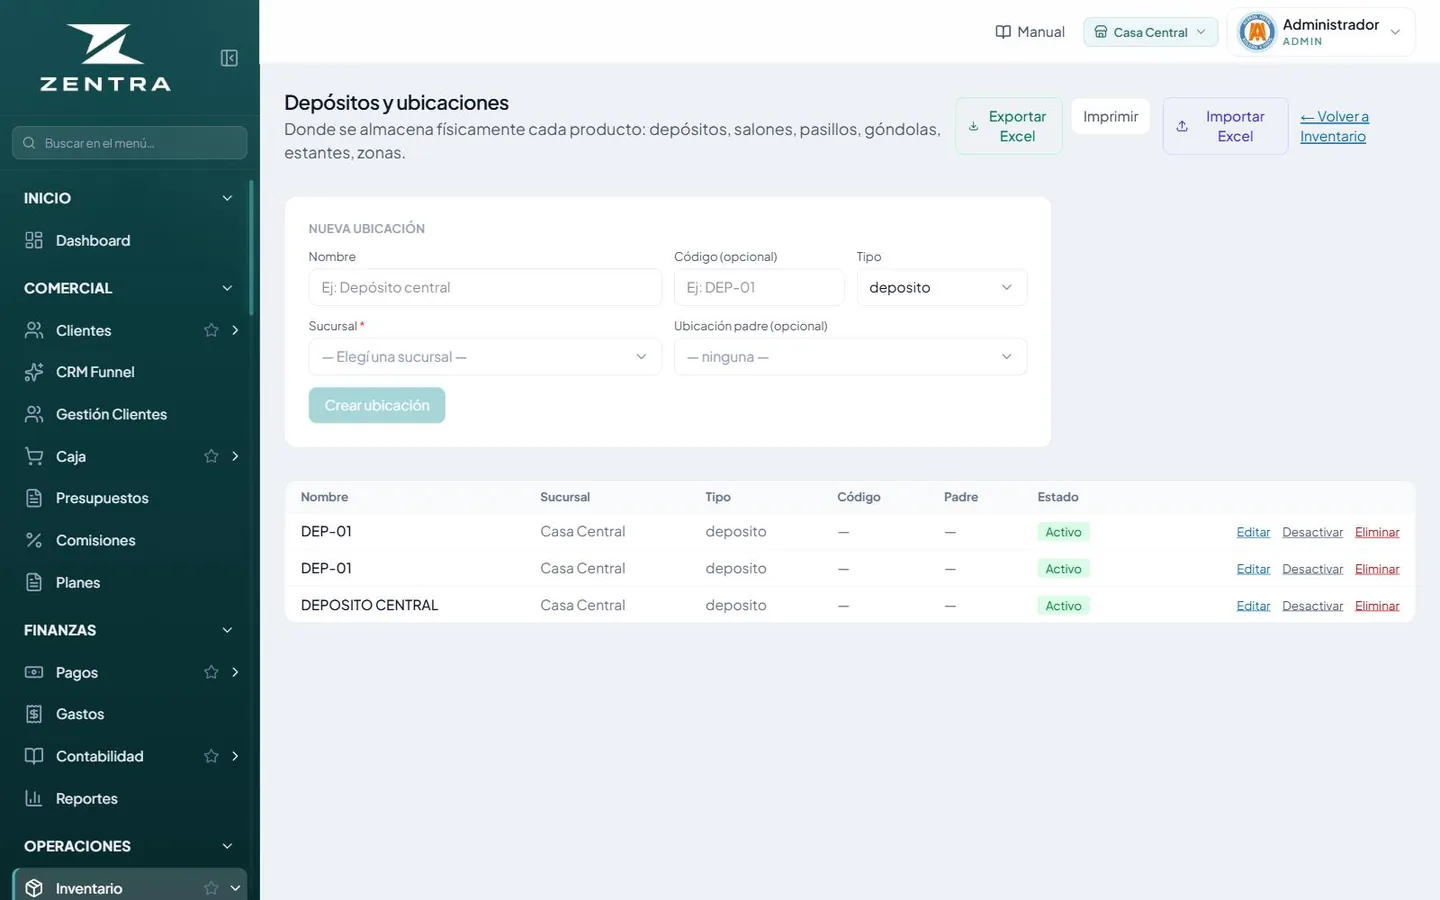 ZENTRA
Buscar en el menú...
INICIO
Dashboard
COMERCIAL
Clientes
CRM Funnel
Gestión Clientes
Caja
Presupuestos
Comisiones
Planes
FINANZAS
Pagos
Gastos
Contabilidad
Reportes
OPERACIONES
Inventario
Manual
Casa Central
Administrador
ADMIN
Depósitos y ubicaciones
Donde se almacena físicamente cada producto: depósitos, salones, pasillos, góndolas,
estantes, zonas.
Exportar
Excel
Imprimir
Importar
Excel
← Volver a
Inventario
NUEVA UBICACIÓN
Nombre
Código (opcional)
Tipo
Ej: Depósito central
Ej: DEP-01
deposito
Sucursal *
Ubicación padre (opcional)
— Elegí una sucursal —
— ninguna —
Crear ubicación
Nombre Sucursal Tipo Código Padre Estado
DEP-01 Casa Central deposito — — Activo Editar Desactivar Eliminar
DEP-01 Casa Central deposito — — Activo Editar Desactivar Eliminar
DEPOSITO CENTRAL Casa Central deposito — — Activo Editar Desactivar Eliminar